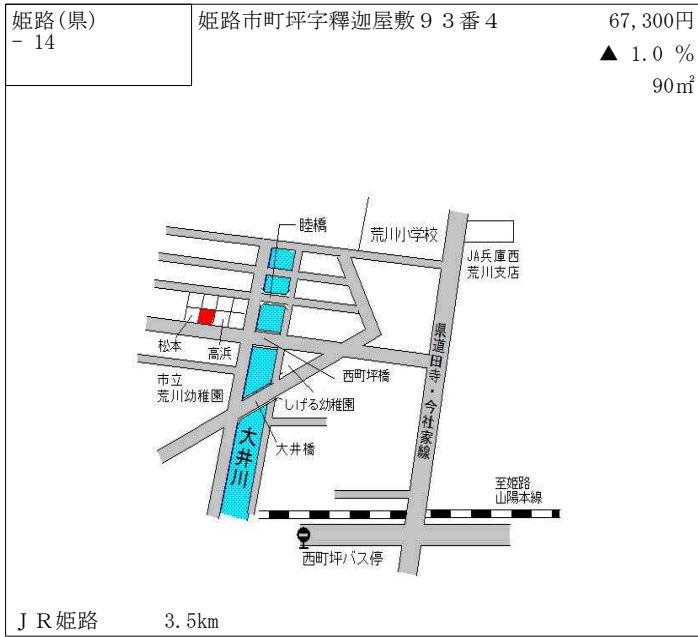 姫路(県)
- 14
姫路市町坪字釋迦屋敷９３番４
67,300円
▲ 1.0 %
90㎡
睦橋
荒川小学校
JA兵庫西
荒川支店
松本
高浜
西町坪橋
市立
荒川幼稚園
しげる幼稚園
大井橋
大井川
県道田寺・今社家線
至姫路
山陽本線
西町坪バス停
ＪＲ姫路 3.5km